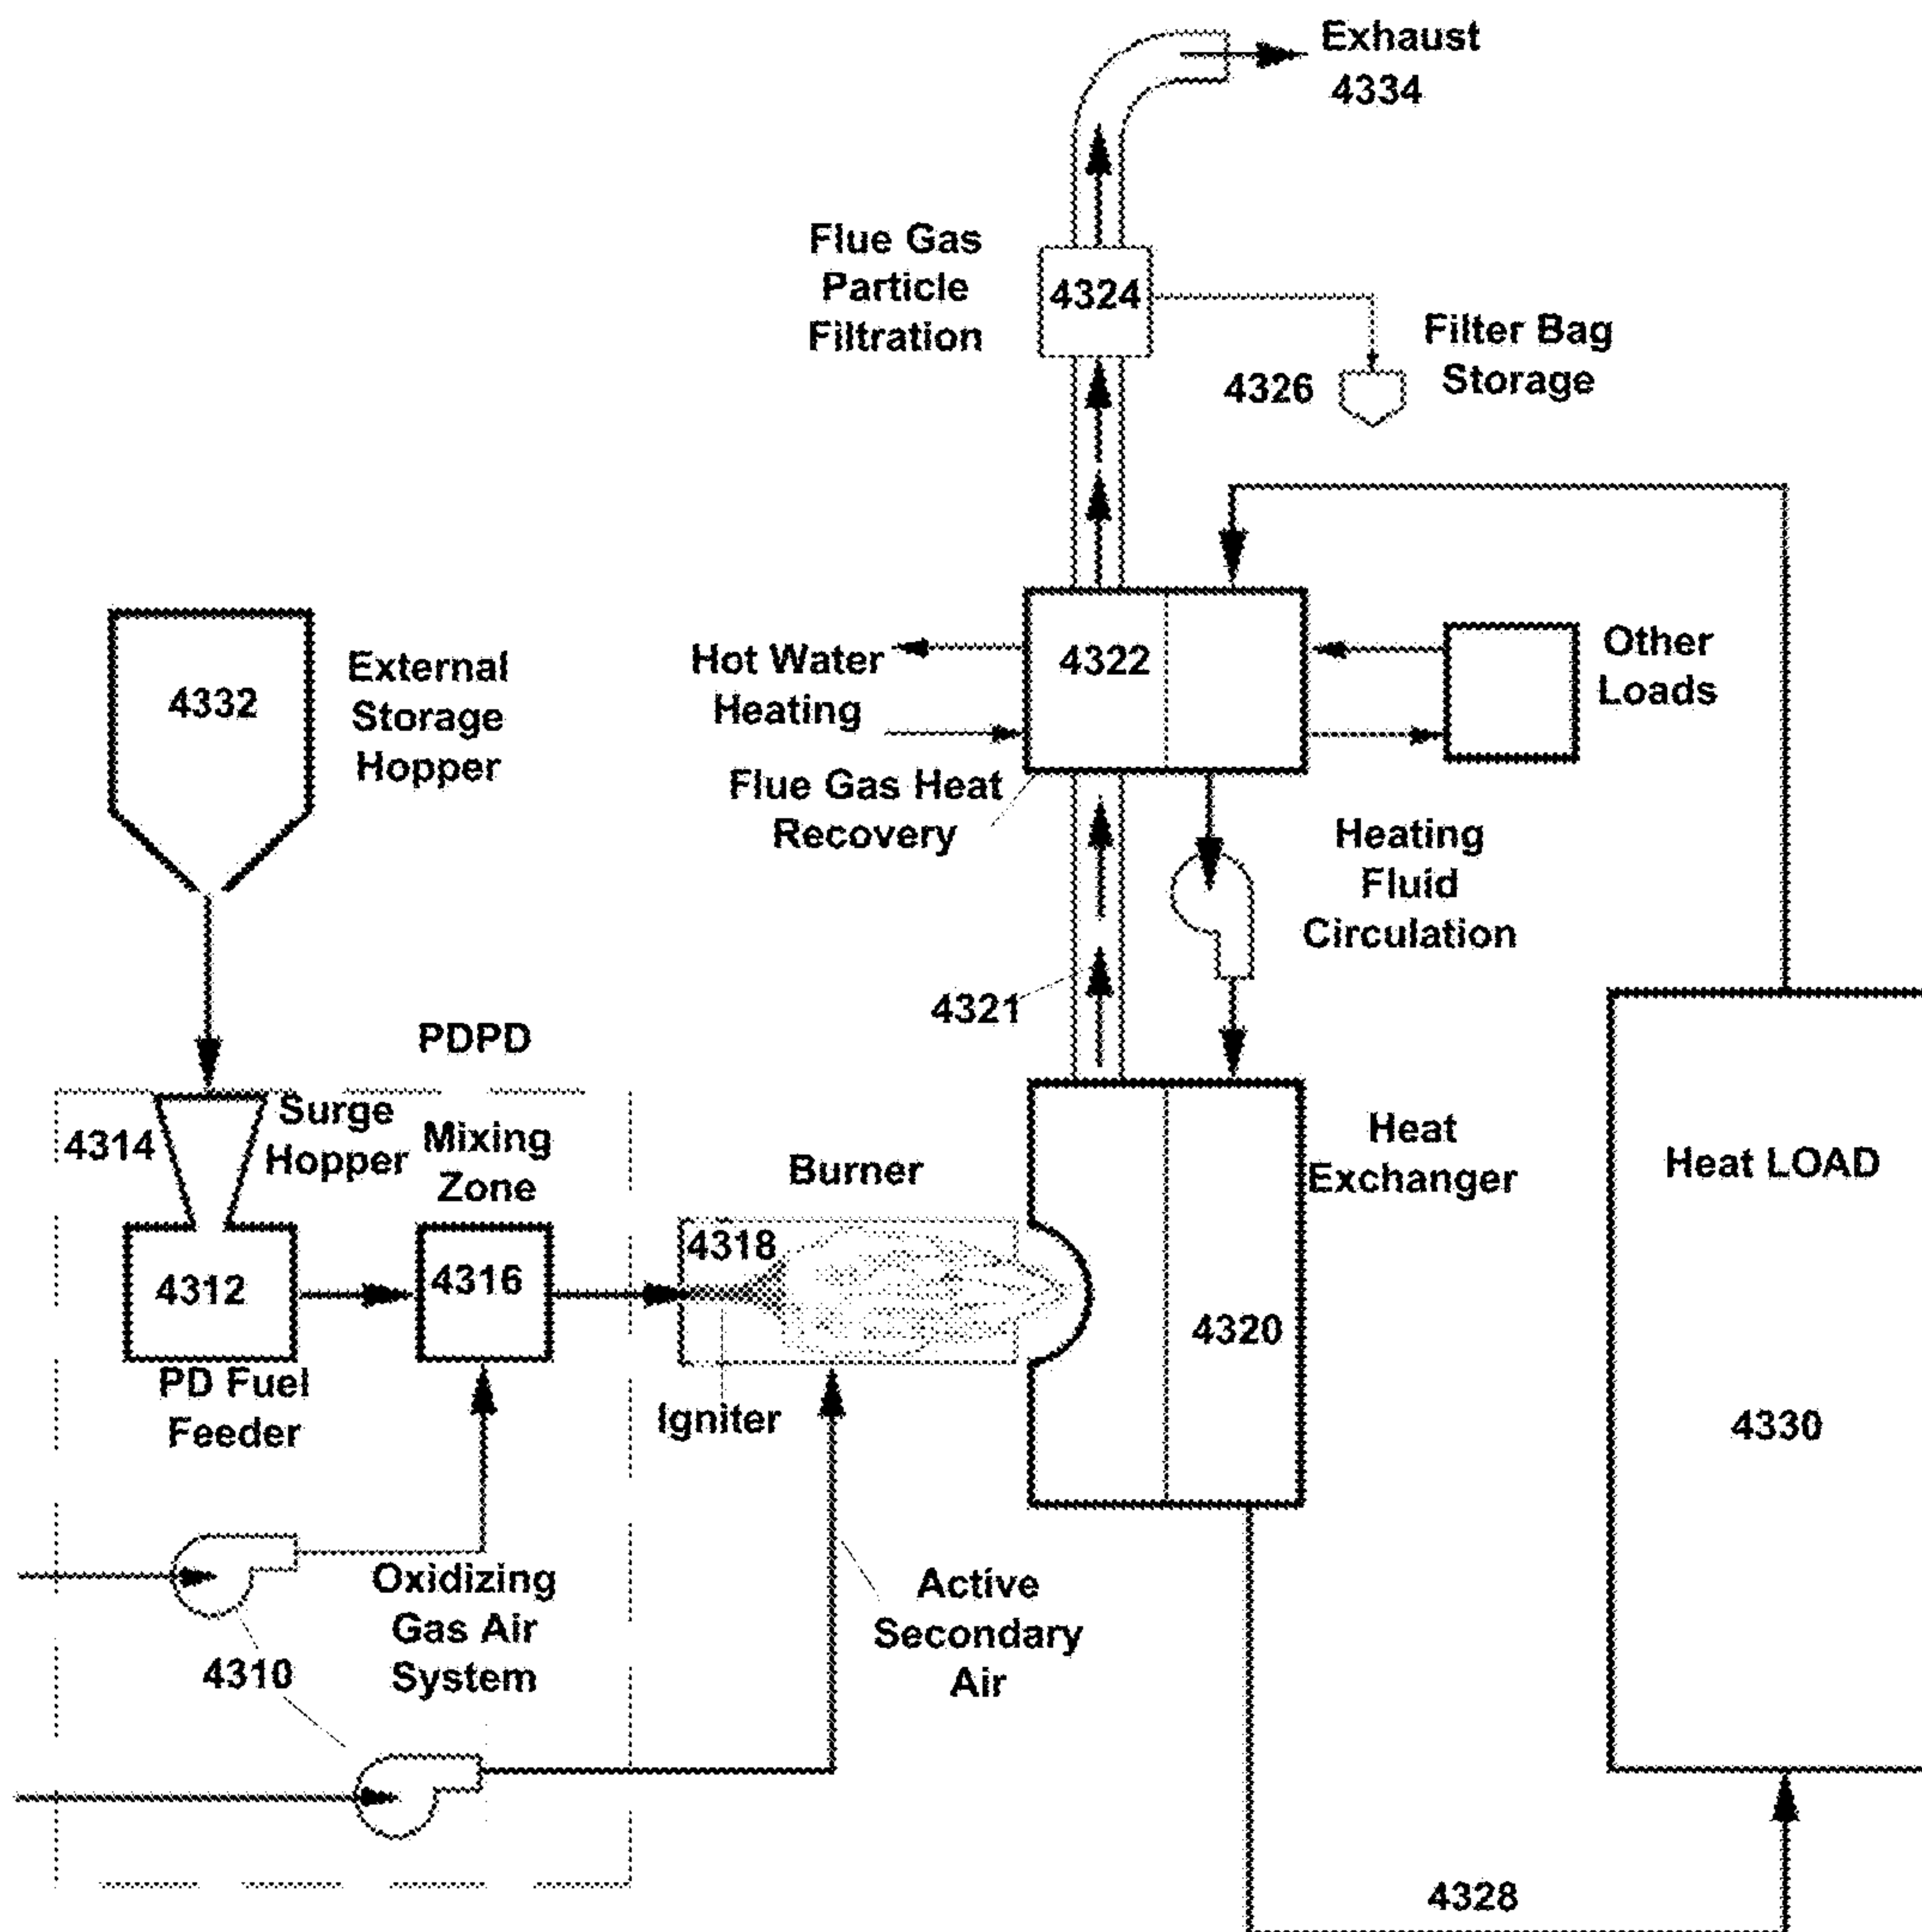 Exhaust
4334
Flue Gas
Particle
Filtration
4324
Filter Bag
Storage
4326
4332
External
Storage
Hopper
Hot Water
Heating
4322
Other
Loads
Flue Gas Heat
Recovery
Heating
Fluid
Circulation
4321
PDPD
4314
Surge
Hopper
Mixing
Zone
Burner
Heat
Exchanger
Heat LOAD
4312
4316
4318
4320
PD Fuel
Feeder
Igniter
4330
Oxidizing
Gas Air
System
4310
Active
Secondary
Air
4328